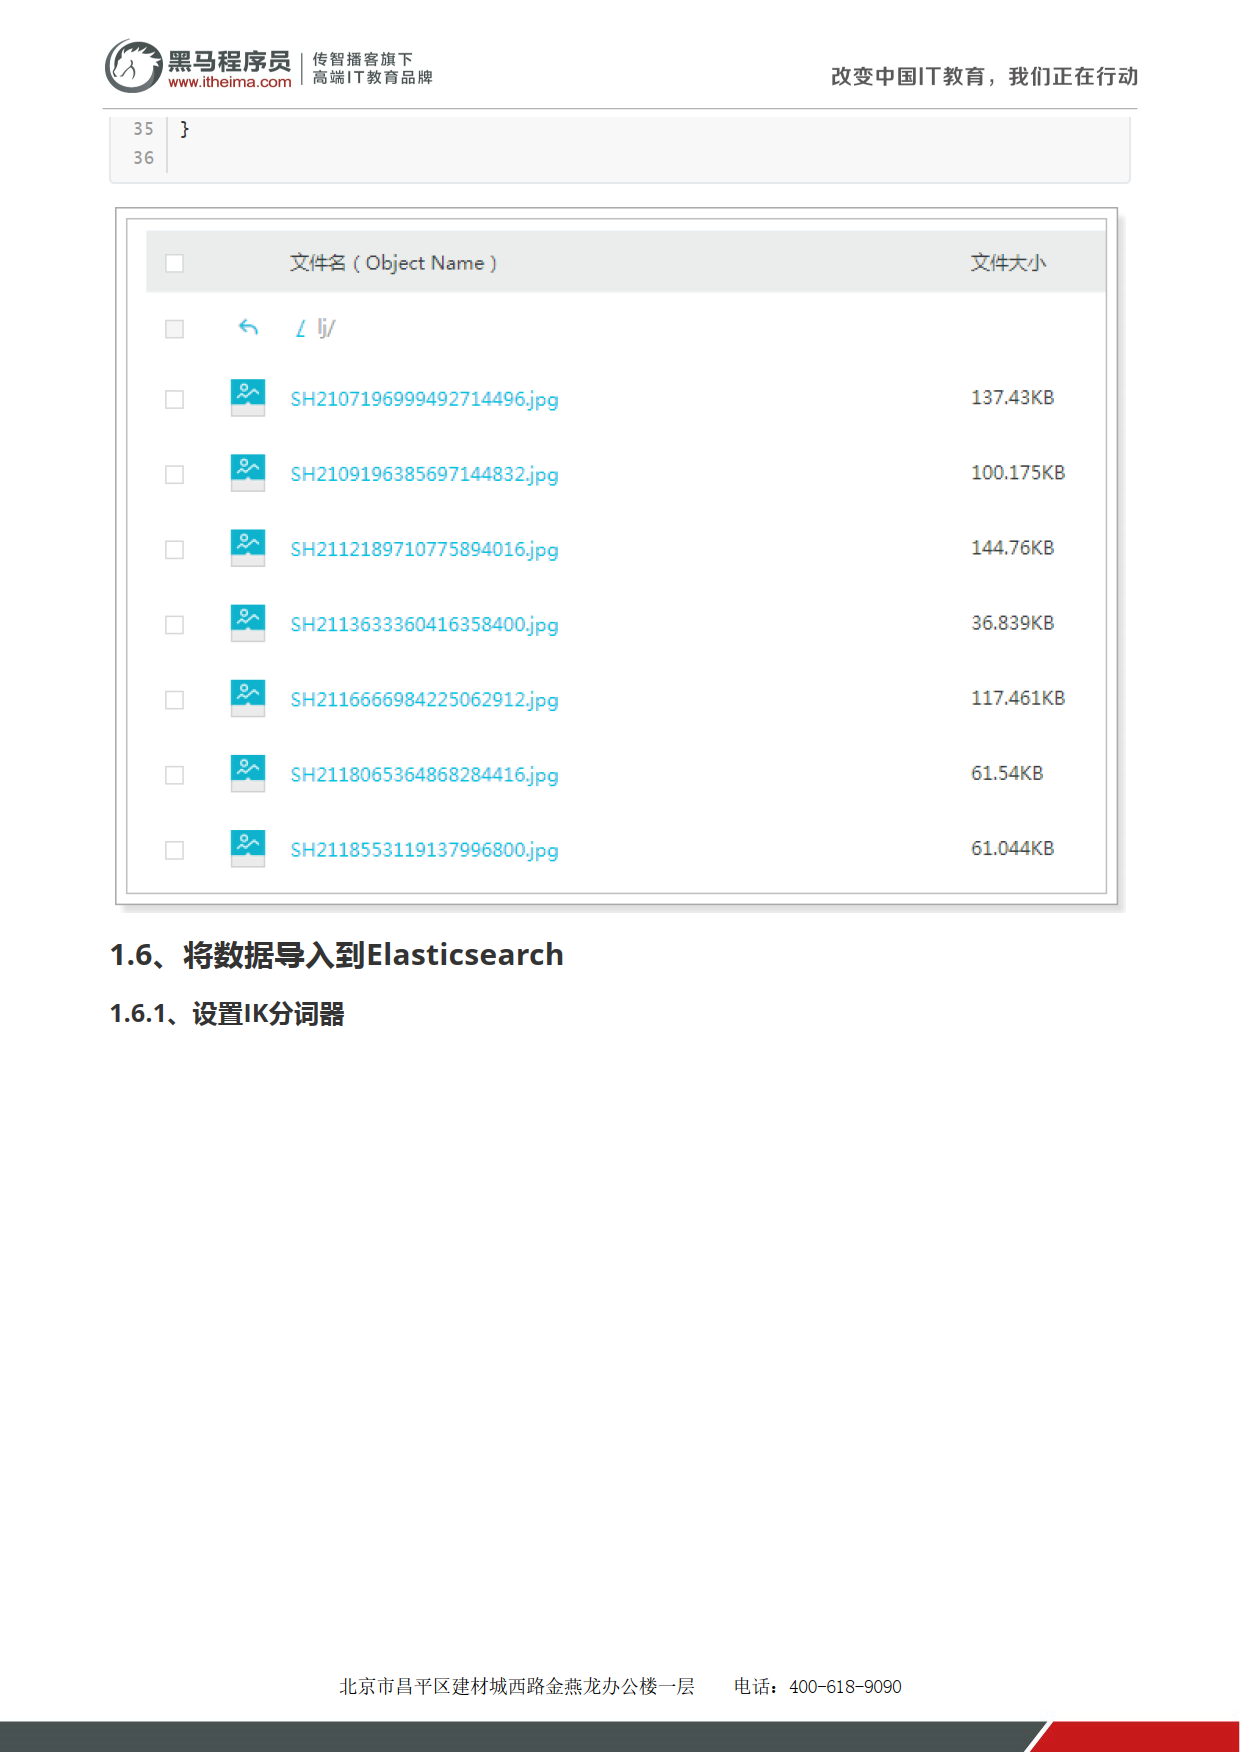 黑马程序员
www.itheima.com
传智播客旗下
高端IT教育品牌
改变中国IT教育，我们正在行动
35 }
36
文件名 ( Object Name ) 文件大小
/ lj/
SH2107196999492714496.jpg 137.43KB
SH2109196385697144832.jpg 100.175KB
SH2112189710775894016.jpg 144.76KB
SH2113633360416358400.jpg 36.839KB
SH2116666984225062912.jpg 117.461KB
SH2118065364868284416.jpg 61.54KB
SH2118553119137996800.jpg 61.044KB
1.6、将数据导入到Elasticsearch
1.6.1、设置IK分词器
北京市昌平区建材城西路金燕龙办公楼一层 电话：400-618-9090